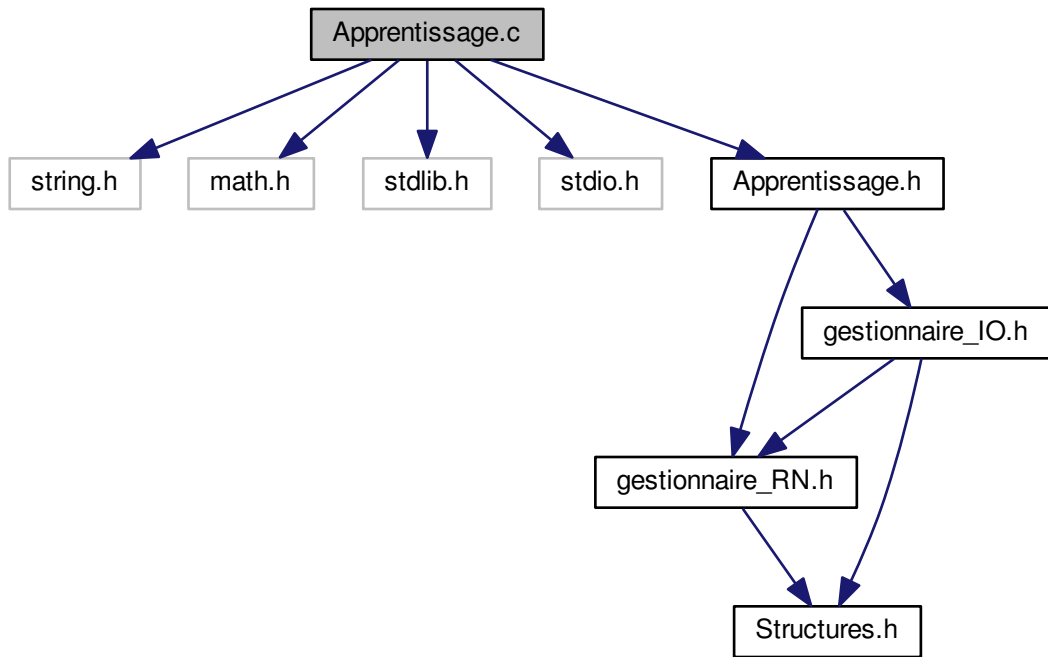 Apprentissage.c
string.h
math.h
stdlib.h
stdio.h
Apprentissage.h
gestionnaire_IO.h
gestionnaire_RN.h
Structures.h